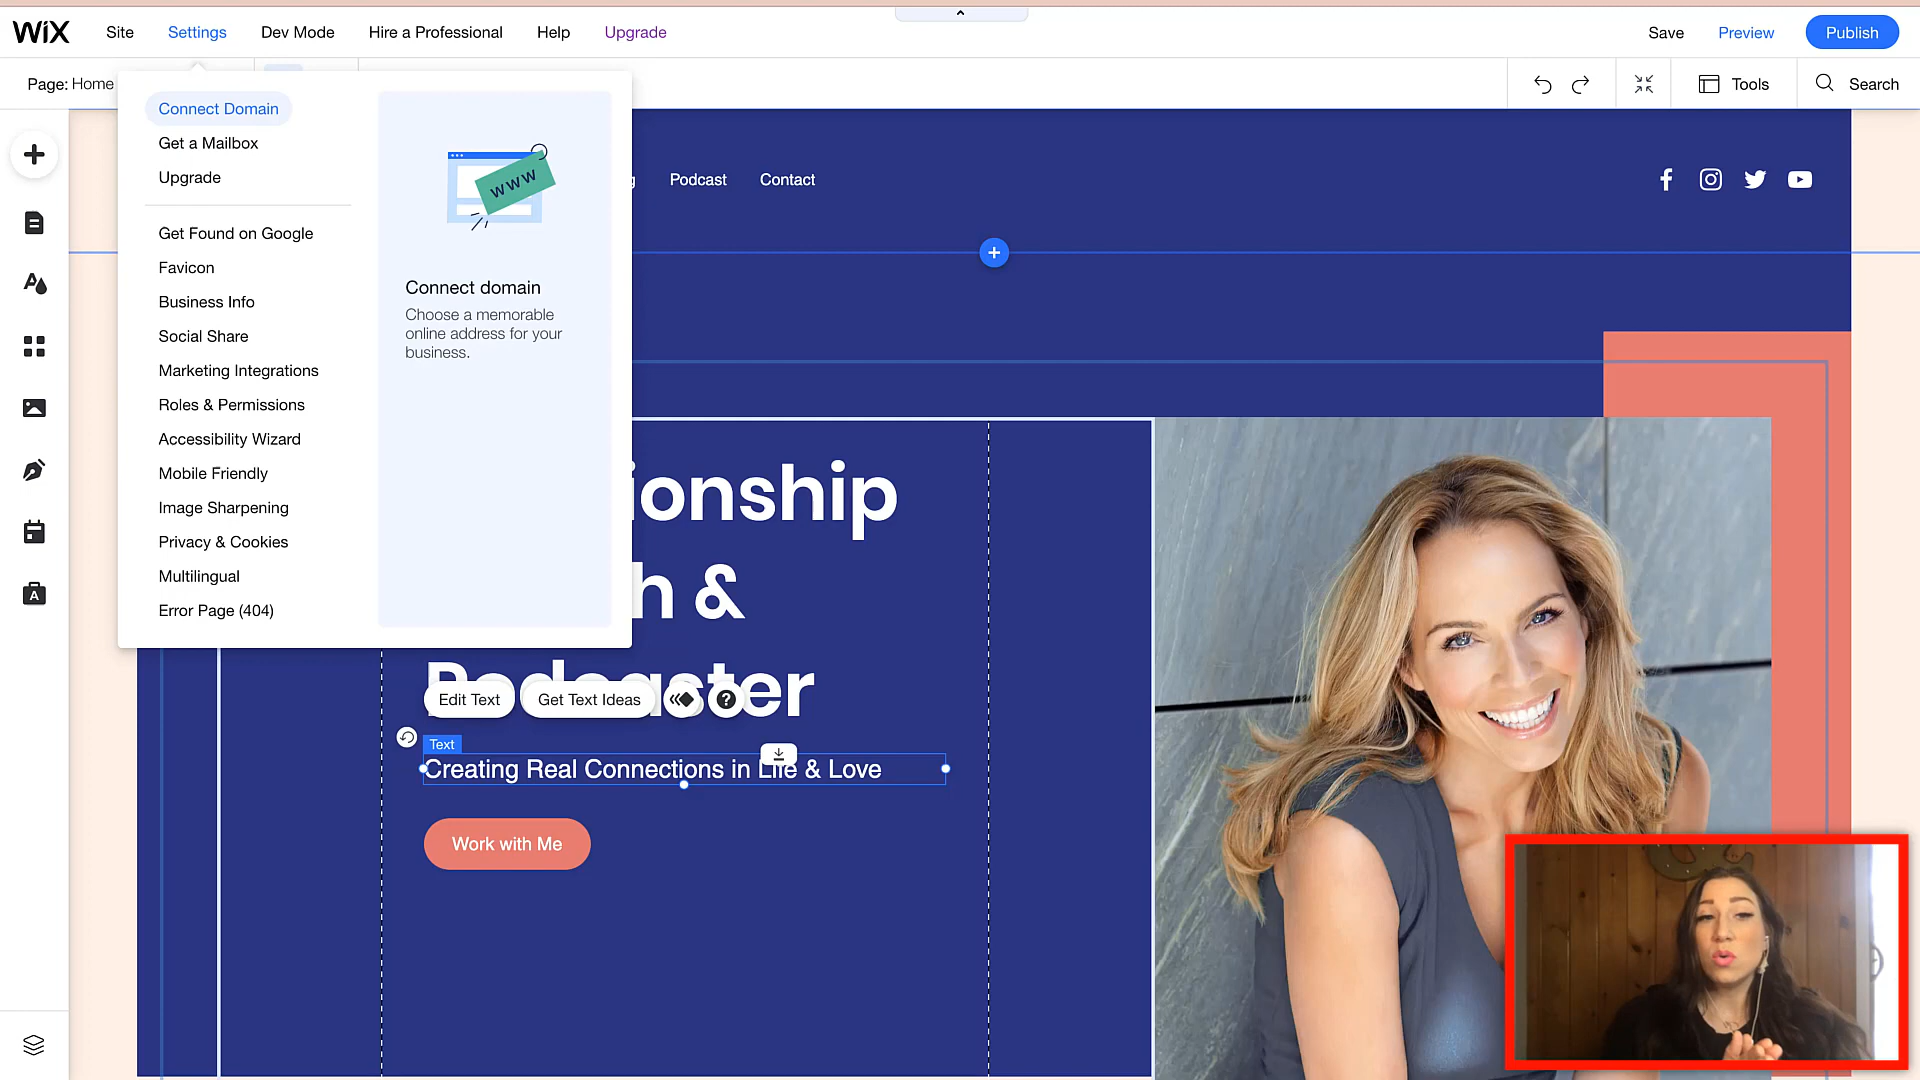 WiX Site Settings Dev Mode Hire a Professional Help Upgrade Save Preview Publish
Page: Home Tools Search
Connect Domain
Get a Mailbox
Upgrade
Get Found on Google
Favicon
Business Info
Social Share
Marketing Integrations
Roles & Permissions
Accessibility Wizard
Mobile Friendly
Image Sharpening
Privacy & Cookies
Multilingual
Error Page (404)
WWW
Connect domain
Choose a memorable
online address for your
business.
g Podcast Contact
ionship
h &
Podcaster
Edit Text Get Text Ideas ?
Text
Creating Real Connections in Life & Love
Work with Me
A